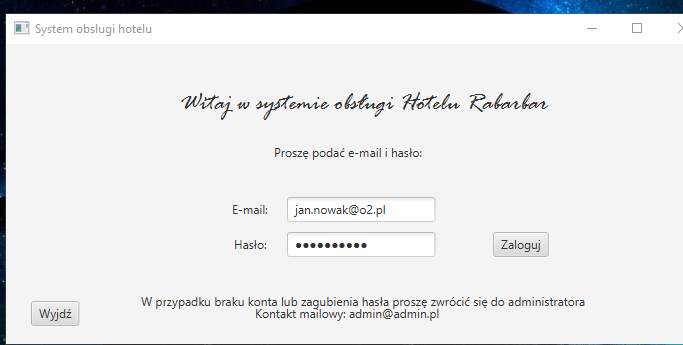 System obslugi hotelu
Witaj w systemie obsługi Hotelu Rabarbar
Proszę podać e-mail i hasło:
E-mail: jan.nowak@o2.pl
Hasło: ●●●●●●●●●● Zaloguj
W przypadku braku konta lub zagubienia hasła proszę zwrócić się do administratora
Kontakt mailowy: admin@admin.pl
Wyjdź